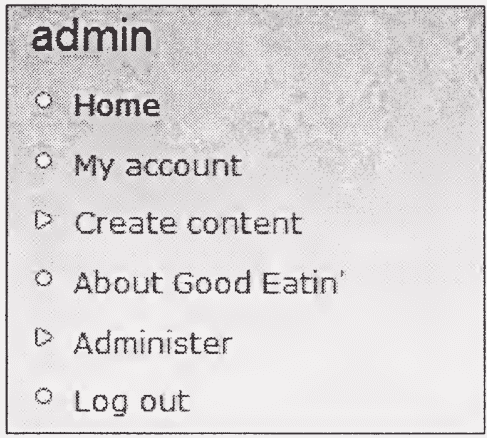 admin
Home
My account
Create content
About Good Eatin'
Administer
Log out